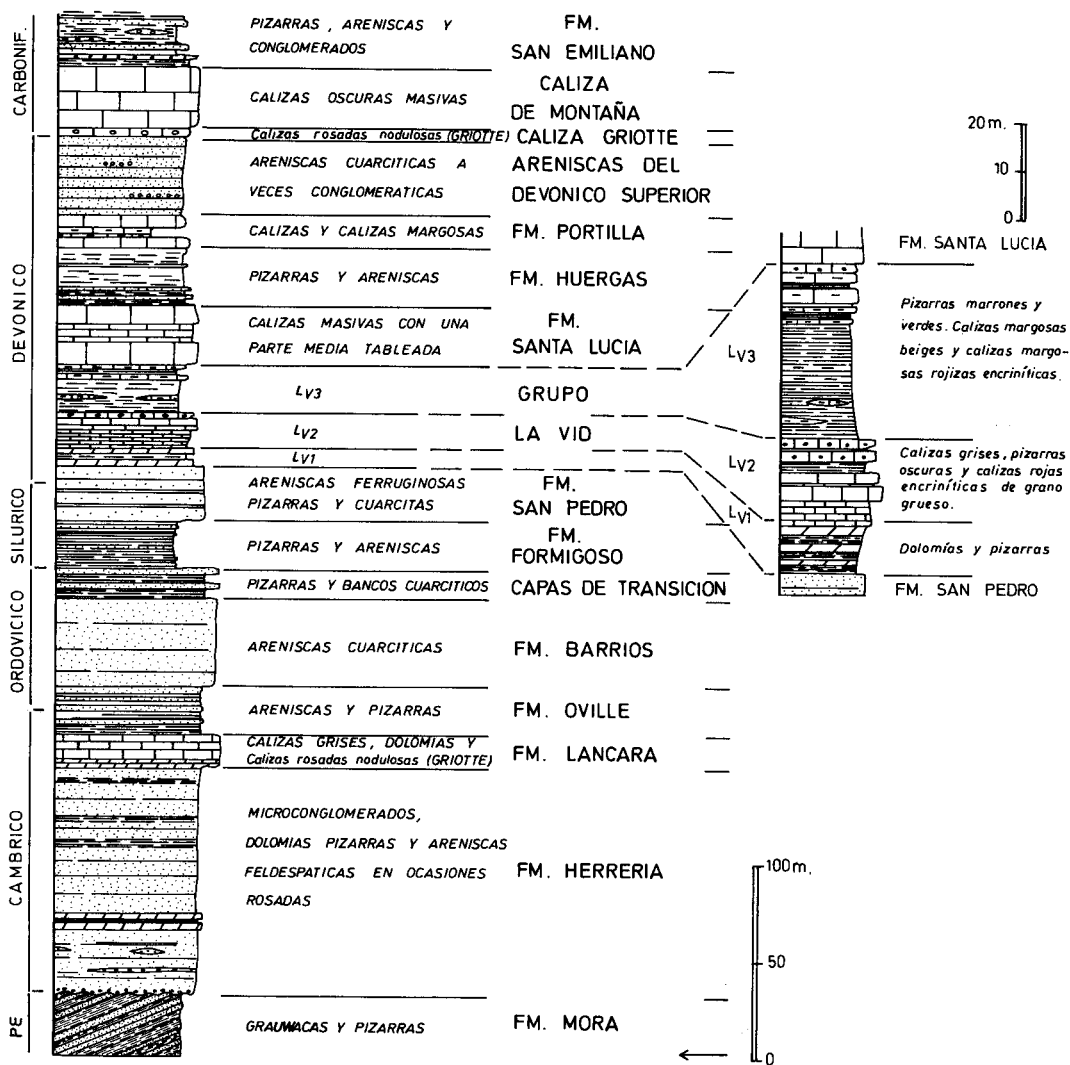 CARBONIF.
DEVONICO
SILURICO
ORDOVICICO
CAMBRICO
PE
PIZARRAS , ARENISCAS Y
CONGLOMERADOS
FM.
SAN EMILIANO
CALIZAS OSCURAS MASIVAS
CALIZA
DE MONTAÑA
Calizas rosadas nodulosas (GRIOTTE)
CALIZA GRIOTTE
ARENISCAS CUARCITICAS A
VECES CONGLOMERATICAS
ARENISCAS DEL
DEVONICO SUPERIOR
CALIZAS Y CALIZAS MARGOSAS
FM. PORTILLA
PIZARRAS Y ARENISCAS
FM. HUERGAS
CALIZAS MASIVAS CON UNA
PARTE MEDIA TABLEADA
FM.
SANTA LUCIA
LV3
LV2
LV1
GRUPO
LA VID
ARENISCAS FERRUGINOSAS
PIZARRAS Y CUARCITAS
FM.
SAN PEDRO
PIZARRAS Y ARENISCAS
FM.
FORMIGOSO
PIZARRAS Y BANCOS CUARCITICOS
CAPAS DE TRANSICION
ARENISCAS CUARCITICAS
FM. BARRIOS
ARENISCAS Y PIZARRAS
FM. OVILLE
CALIZAS GRISES, DOLOMIAS Y
Calizas rosadas nodulosas (GRIOTTE)
FM. LANCARA
MICROCONGLOMERADOS,
DOLOMIAS PIZARRAS Y ARENISCAS
FELDESPATICAS EN OCASIONES
ROSADAS
FM. HERRERIA
GRAUWACAS Y PIZARRAS
FM. MORA
20 m.
10
0
FM. SANTA LUCIA
LV3
Pizarras marrones y
verdes. Calizas margosas
beiges y calizas margo-
sas rojizas encriníticas.
LV2
Calizas grises, pizarras
oscuras y calizas rojas
encriníticas de grano
grueso.
LV1
Dolomías y pizarras
FM. SAN PEDRO
100 m.
50
0